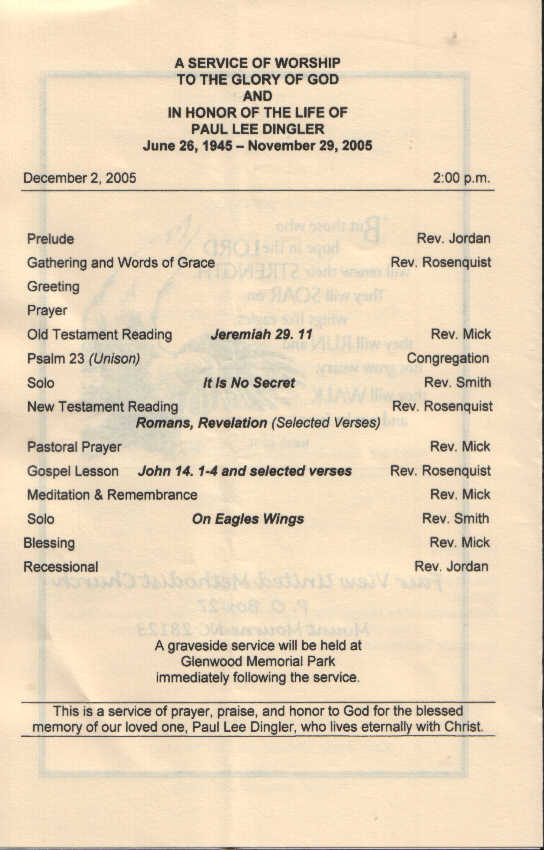 A SERVICE OF WORSHIP
TO THE GLORY OF GOD
AND
IN HONOR OF THE LIFE OF
PAUL LEE DINGLER
June 26, 1945 – November 29, 2005
December 2, 2005 2:00 p.m.
Prelude Rev. Jordan
Gathering and Words of Grace Rev. Rosenquist
Greeting
Prayer
Old Testament Reading Jeremiah 29. 11 Rev. Mick
Psalm 23 (Unison) Congregation
Solo It Is No Secret Rev. Smith
New Testament Reading Rev. Rosenquist
Romans, Revelation (Selected Verses)
Pastoral Prayer Rev. Mick
Gospel Lesson John 14. 1-4 and selected verses Rev. Rosenquist
Meditation & Remembrance Rev. Mick
Solo On Eagles Wings Rev. Smith
Blessing Rev. Mick
Recessional Rev. Jordan
A graveside service will be held at
Glenwood Memorial Park
immediately following the service.
This is a service of prayer, praise, and honor to God for the blessed
memory of our loved one, Paul Lee Dingler, who lives eternally with Christ.